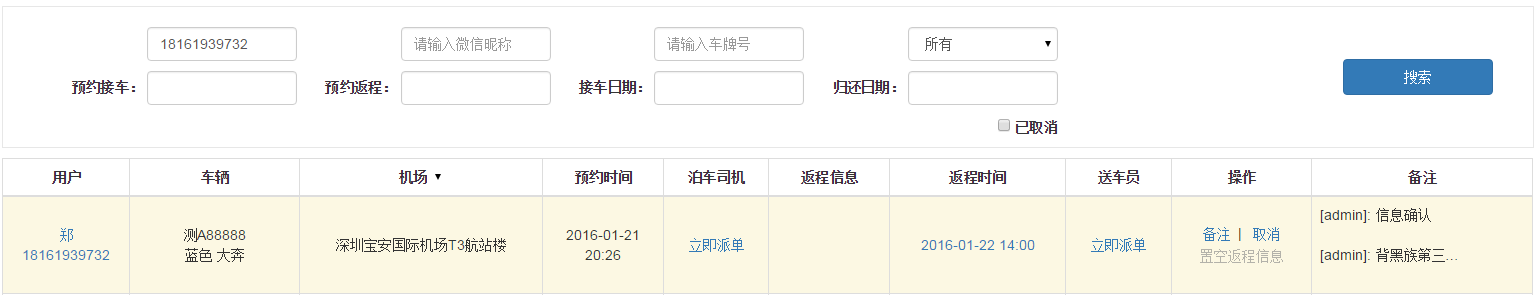 18161939732 请输入微信昵称 请输入车牌号 所有
预约接车： 预约返程： 接车日期： 归还日期： 搜索
已取消
用户 车辆 机场 预约时间 泊车司机 返程信息 返程时间 送车员 操作 备注
郑
18161939732
测A88888
蓝色 大奔
深圳宝安国际机场T3航站楼
2016-01-21
20:26
立即派单
2016-01-22 14:00
立即派单
备注 | 取消
置空返程信息
[admin]: 信息确认
[admin]: 背黑族第三...